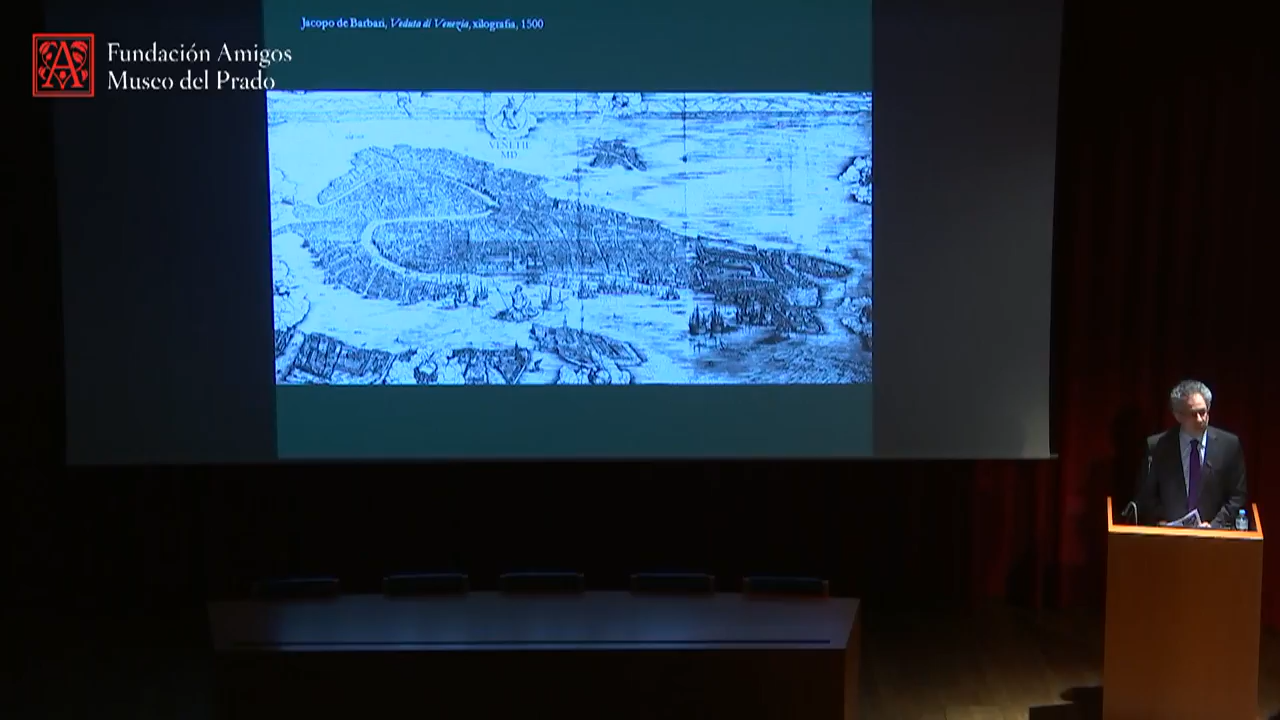 Jacopo de Barbari, Veduta di Venezia, xilografia, 1500
Fundación Amigos
Museo del Prado
VENETIE
MD